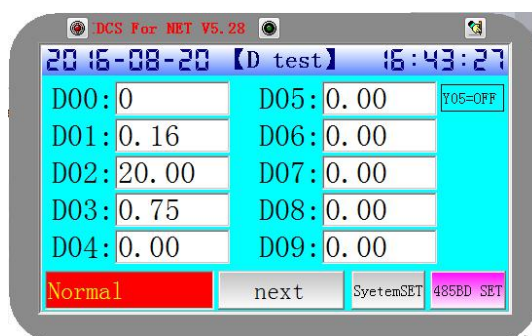 DCS For NET V5.28
2016-08-20 【D test】 16:43:27
D00:0 D05:0.00 Y05=OFF
D01:0.16 D06:0.00
D02:20.00 D07:0.00
D03:0.75 D08:0.00
D04:0.00 D09:0.00
Normal next SyetemSET 485BD SET